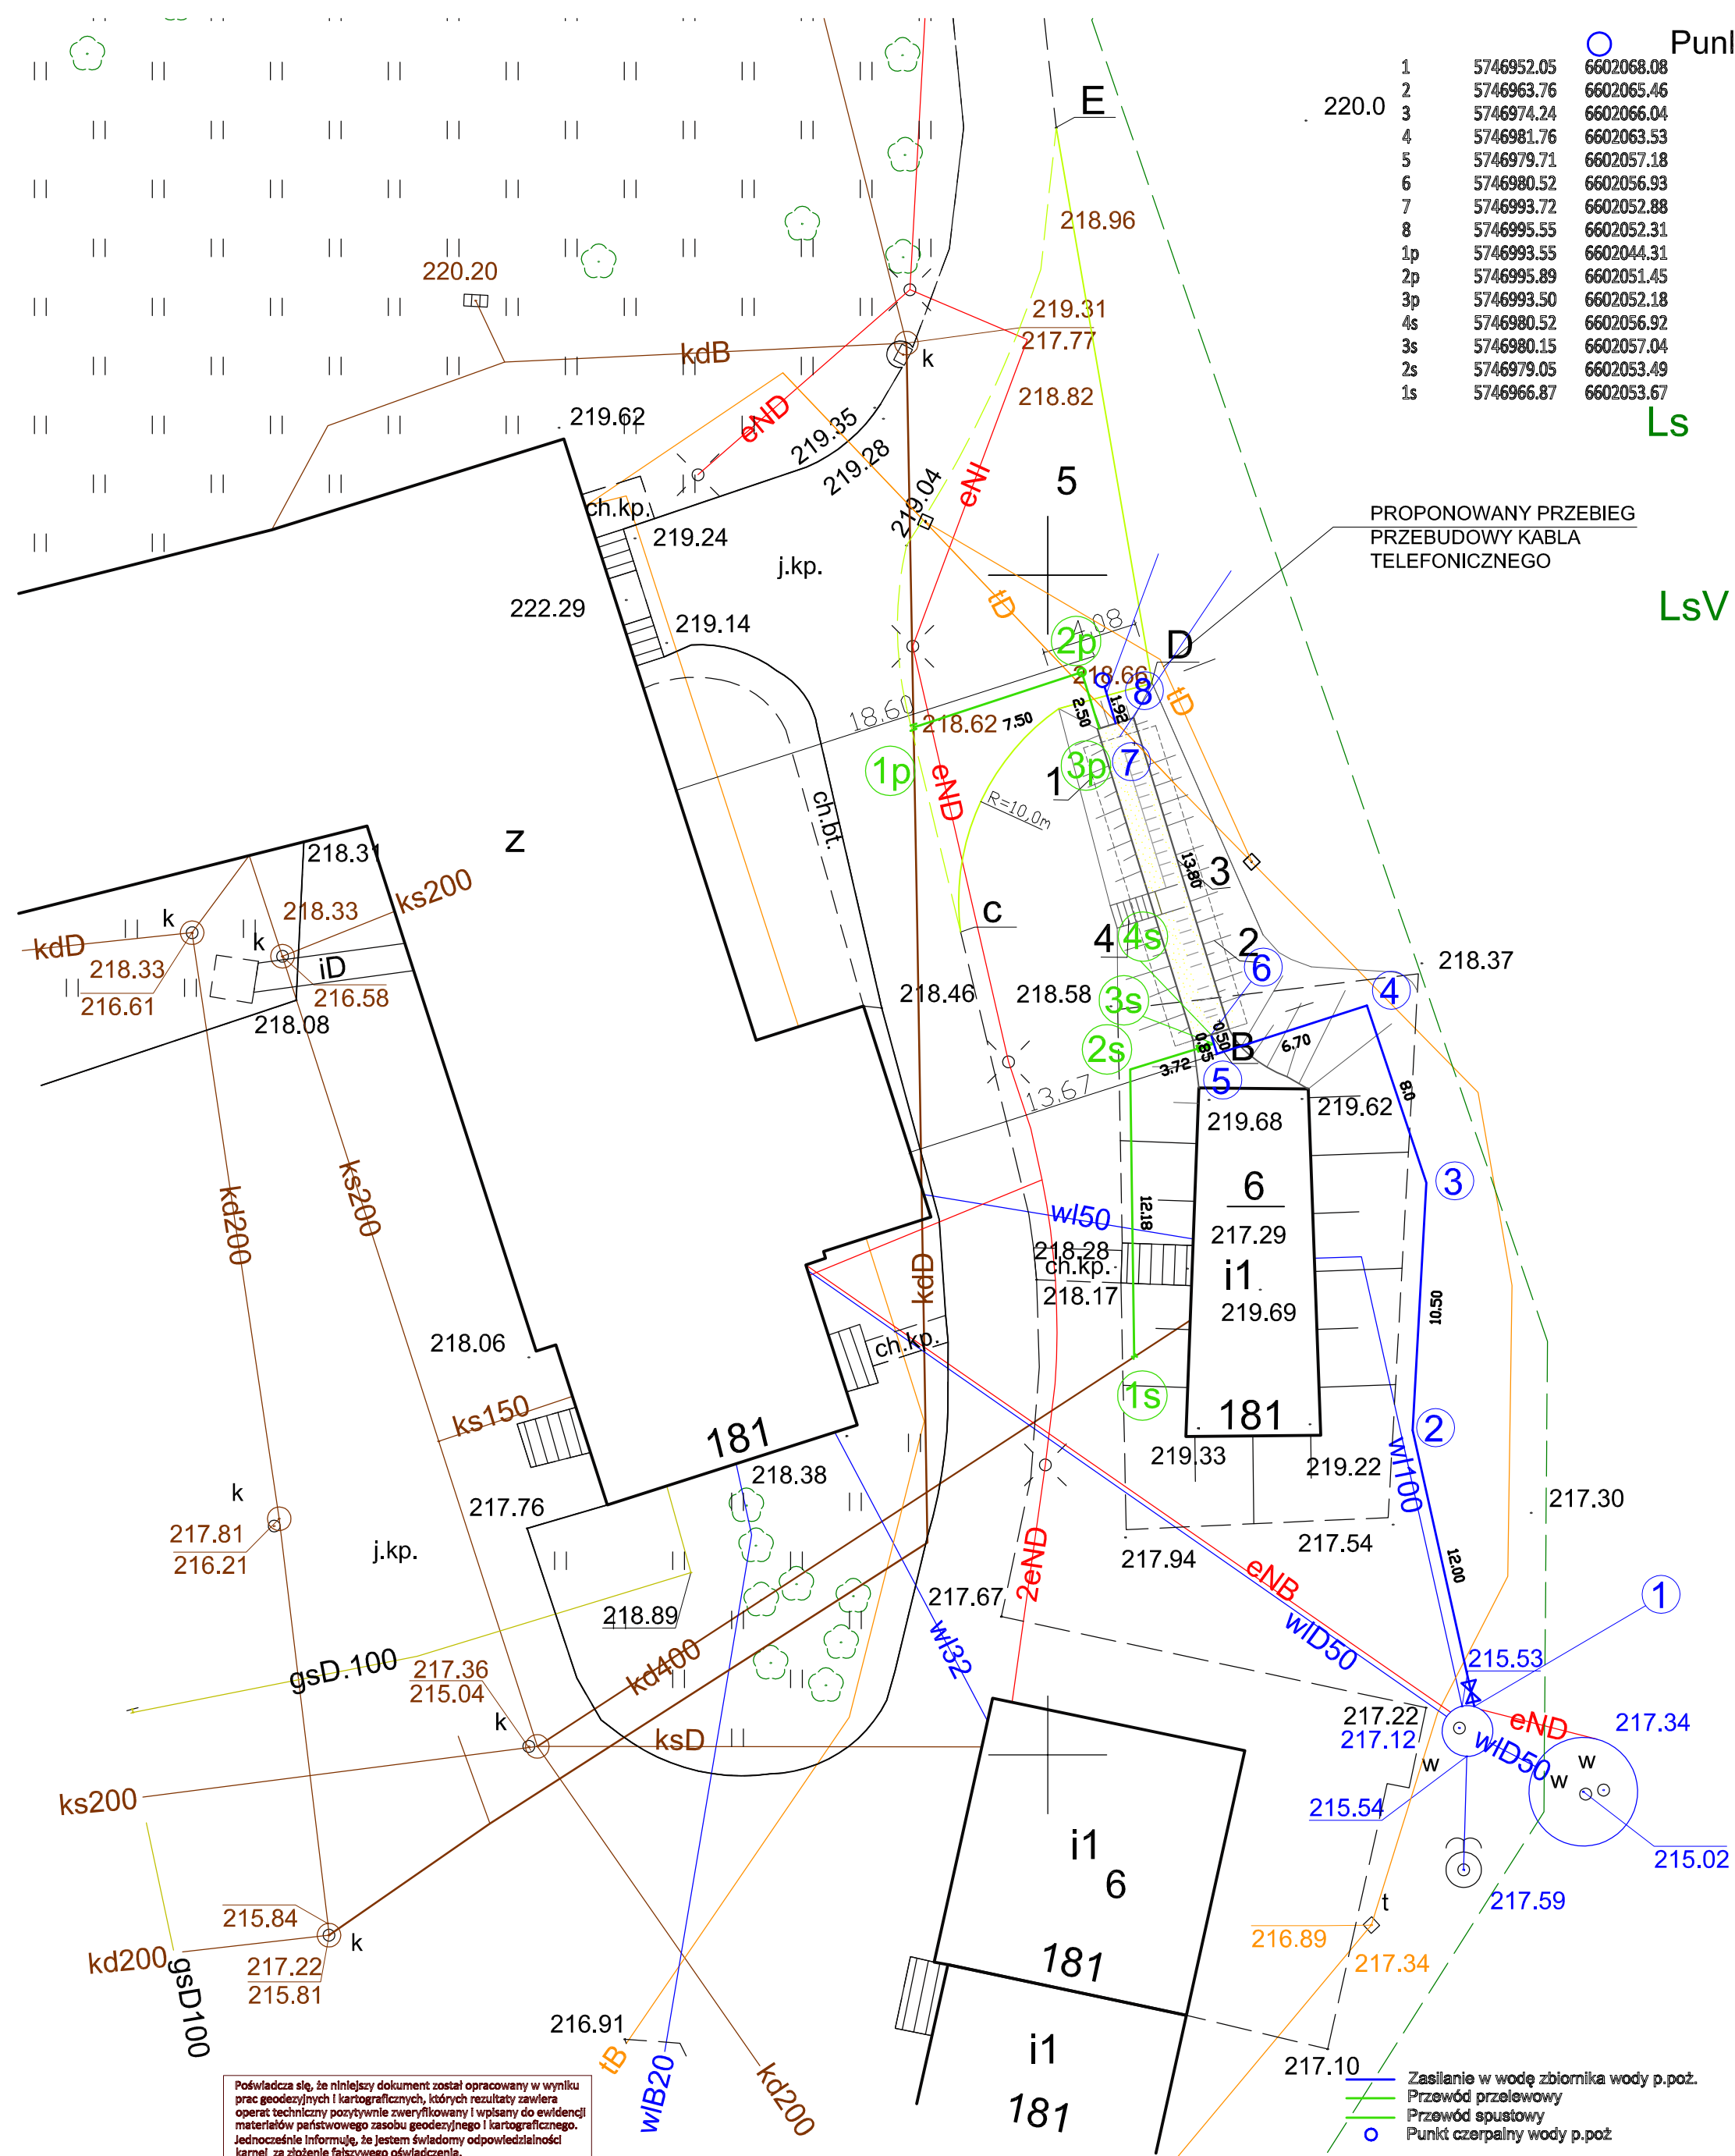 Punl
1 5746952.05 6602068.08
2 5746963.76 6602065.46
3 5746974.24 6602066.04
4 5746981.76 6602063.53
5 5746979.71 6602057.18
6 5746980.52 6602056.93
7 5746993.72 6602052.88
8 5746995.55 6602052.31
1p 5746993.55 6602044.31
2p 5746995.89 6602051.45
3p 5746993.50 6602052.18
4s 5746980.52 6602056.92
3s 5746980.15 6602057.04
2s 5746979.05 6602053.49
1s 5746966.87 6602053.67
E
220.0
218.96
220.20
219.31
217.77
kdB
k
218.82
Ls
219.62
eND
219.35
219.28
219.04
eNI
5
ch.kp.
PROPONOWANY PRZEBIEG
PRZEBUDOWY KABLA
TELEFONICZNEGO
219.24
j.kp.
222.29
tD
LsV
219.14
4.08
2p
D
218.66
8
tD
18.60
218.62
7.50
2.50
1.92
1p
3p
7
1
eND
R=10,0m
ch.bt.
z
218.31
13.80
3
ks200
218.33
k
c
kdD
k
4
4s
2
6
218.33
iD
218.37
216.61
216.58
218.46
218.58
3s
4
218.08
2s
0.50
B
0.85
6.70
3.72
5
13.67
8.0
219.68
219.62
ks200
6
3
kd200
12.18
wl50
217.29
218.28
ch.kp.
i1
kdD
218.17
219.69
10.50
218.06
ch.kp.
ks150
1s
181
181
2
219.33
219.22
wl100
218.38
k
217.76
217.30
217.81
216.21
j.kp.
217.94
217.54
2eND
12.00
eNB
217.67
1
218.89
wl32
wlD50
gsD.100
217.36
215.04
kd400
215.53
k
ksD
217.22
217.12
eND
217.34
w
wlD50
w
w
ks200
215.54
i1
215.02
6
217.59
215.84
t
kd200
k
216.89
217.22
215.81
181
217.34
gsD100
216.91
tB
wlB20
i1
217.10
kd200
181
Zasilanie w wodę zbiornika wody p.poż.
Przewód przelewowy
Przewód spustowy
Punkt czerpalny wody p.poż
Poświadcza się, że niniejszy dokument został opracowany w wyniku
prac geodezyjnych i kartograficznych, których rezultaty zawiera
operat techniczny pozytywnie zweryfikowany i wpisany do ewidencji
materiałów państwowego zasobu geodezyjnego i kartograficznego.
Jednocześnie informuję, że jestem świadomy odpowiedzialności
karnej za złożenie fałszywego oświadczenia.